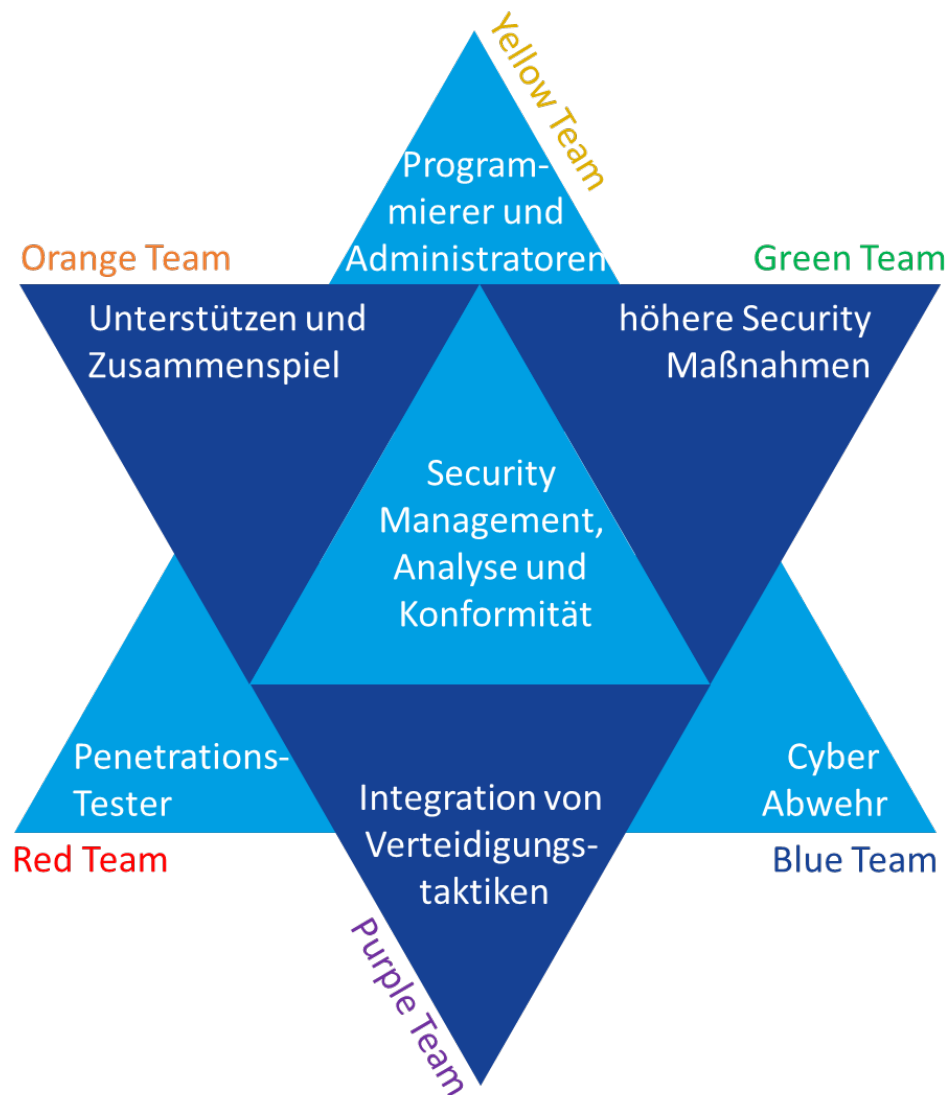 Yellow Team
Program-
mierer und
Administratoren
Orange Team
Green Team
Unterstützen und
Zusammenspiel
höhere Security
Maßnahmen
Security
Management,
Analyse und
Konformität
Penetrations-
Tester
Cyber
Abwehr
Integration von
Verteidigungs-
taktiken
Red Team
Blue Team
Purple Team